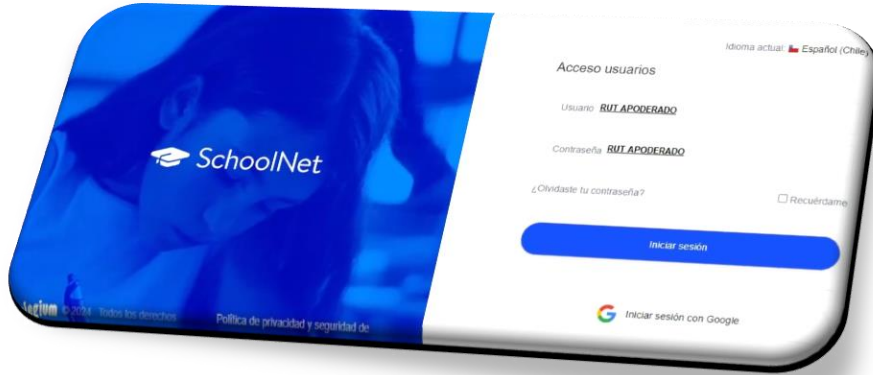 SchoolNet
© 2024 Todos los derechos
Política de privacidad y seguridad de
Idioma actual: Español (Chile)
Acceso usuarios
Usuario RUT APODERADO
Contraseña RUT APODERADO
¿Olvidaste tu contraseña?
Recuérdame
Iniciar sesión
Iniciar sesión con Google